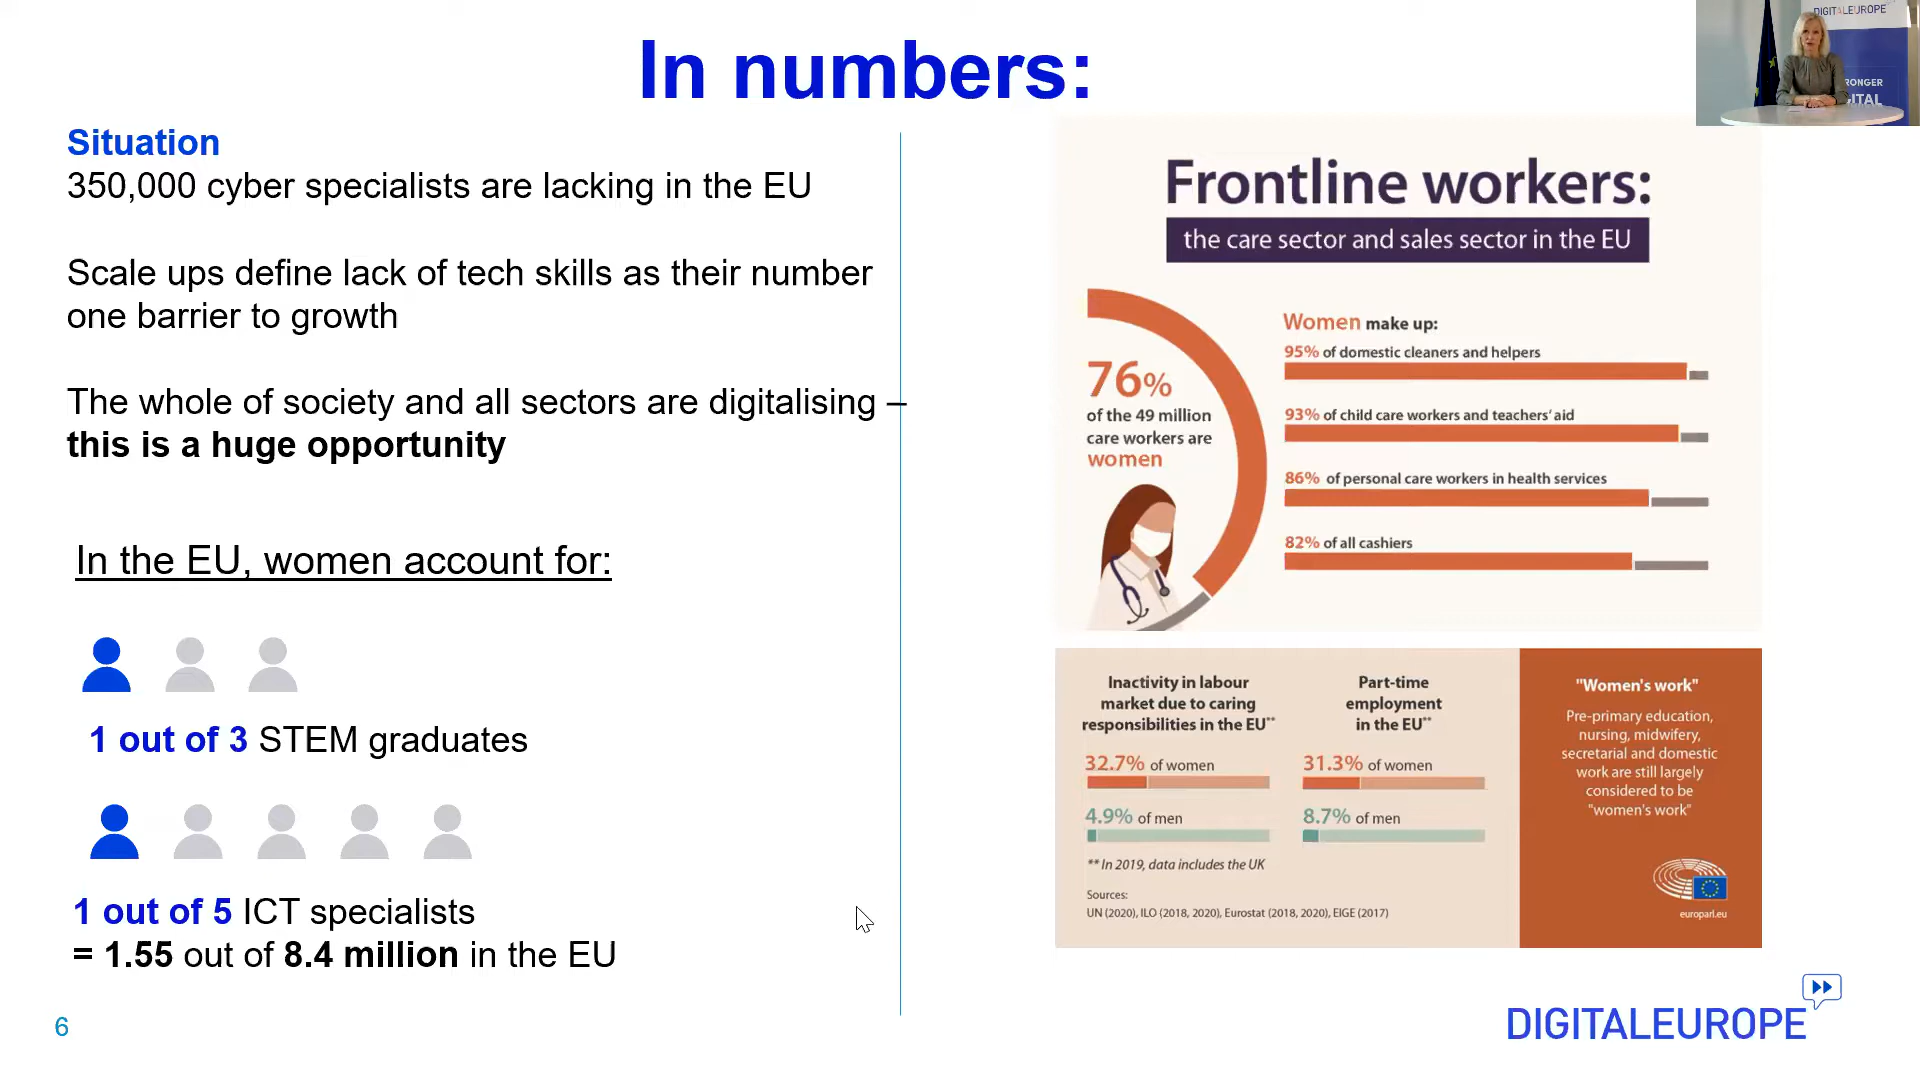 In numbers:
Situation
350,000 cyber specialists are lacking in the EU
Scale ups define lack of tech skills as their number
one barrier to growth
The whole of society and all sectors are digitalising –
this is a huge opportunity
In the EU, women account for:
1 out of 3 STEM graduates
1 out of 5 ICT specialists
= 1.55 out of 8.4 million in the EU
6
DIGITALEUROPE
RONGER
ITAL
Frontline workers:
the care sector and sales sector in the EU
76%
of the 49 million
care workers are
women
Women make up:
95% of domestic cleaners and helpers
93% of child care workers and teachers' aid
86% of personal care workers in health services
82% of all cashiers
Inactivity in labour
market due to caring
responsibilities in the EU**
32.7% of women
4.9% of men
Part-time
employment
in the EU**
31.3% of women
8.7% of men
** In 2019, data includes the UK
Sources:
UN (2020), ILO (2018, 2020), Eurostat (2018, 2020), EIGE (2017)
"Women's work"
Pre-primary education,
nursing, midwifery,
secretarial and domestic
work are still largely
considered to be
"women's work"
europarl.eu
DIGITALEUROPE